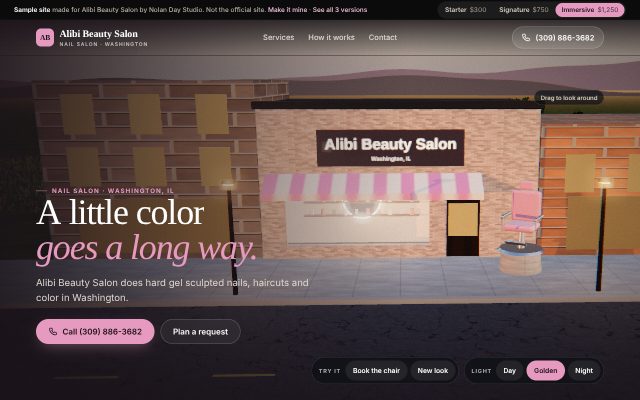 Sample site made for Alibi Beauty Salon by Nolan Day Studio. Not the official site. Make it mine · See all 3 versions
Starter $300 Signature $750 Immersive $1,250
AB Alibi Beauty Salon
NAIL SALON · WASHINGTON
Services How it works Contact
(309) 886-3682
Drag to look around
Alibi Beauty Salon
Washington, IL
NAIL SALON · WASHINGTON, IL
A little color
goes a long way.
Alibi Beauty Salon does hard gel sculpted nails, haircuts and
color in Washington.
Call (309) 886-3682 Plan a request
TRY IT Book the chair New look
LIGHT Day Golden Night